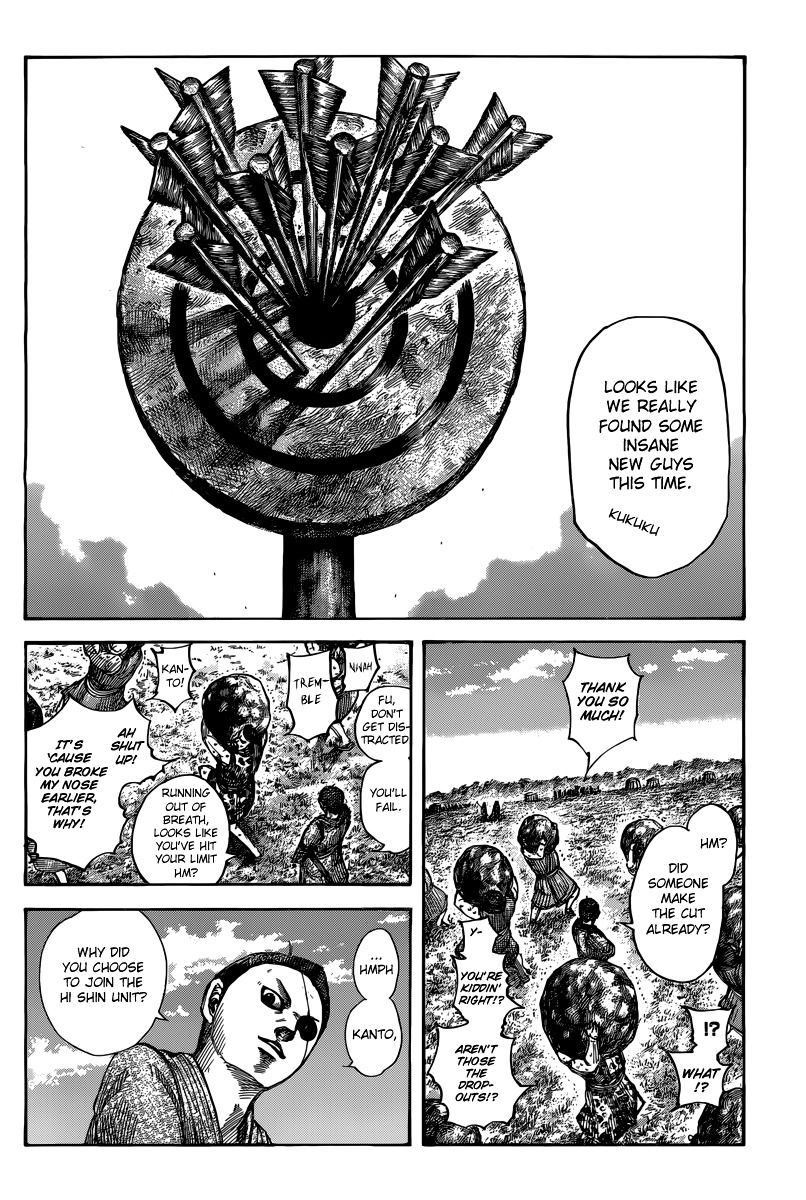 LOOKS LIKE
WE REALLY
FOUND SOME
INSANE
NEW GUYS
THIS TIME.
KUKUKU
THANK
YOU SO
MUCH!
HM?
DID
SOMEONE
MAKE
THE CUT
ALREADY?
Y-
YOU'RE
KIDDIN'
RIGHT!?
AREN'T
THOSE
THE
DROP-
OUTS!?
!?
WHAT
!?
NNAH
TREM-
BLE
FU,
DON'T
GET DIS-
TRACTED
YOU'LL
FAIL.
KAN-
TO!
RUNNING
OUT OF
BREATH,
LOOKS LIKE
YOU'VE HIT
YOUR LIMIT
HM?
AH
SHUT
UP!
IT'S
'CAUSE
YOU BROKE
MY NOSE
EARLIER,
THAT'S
WHY!
...
HMPH
KANTO,
WHY DID
YOU CHOOSE
TO JOIN THE
HI SHIN UNIT?